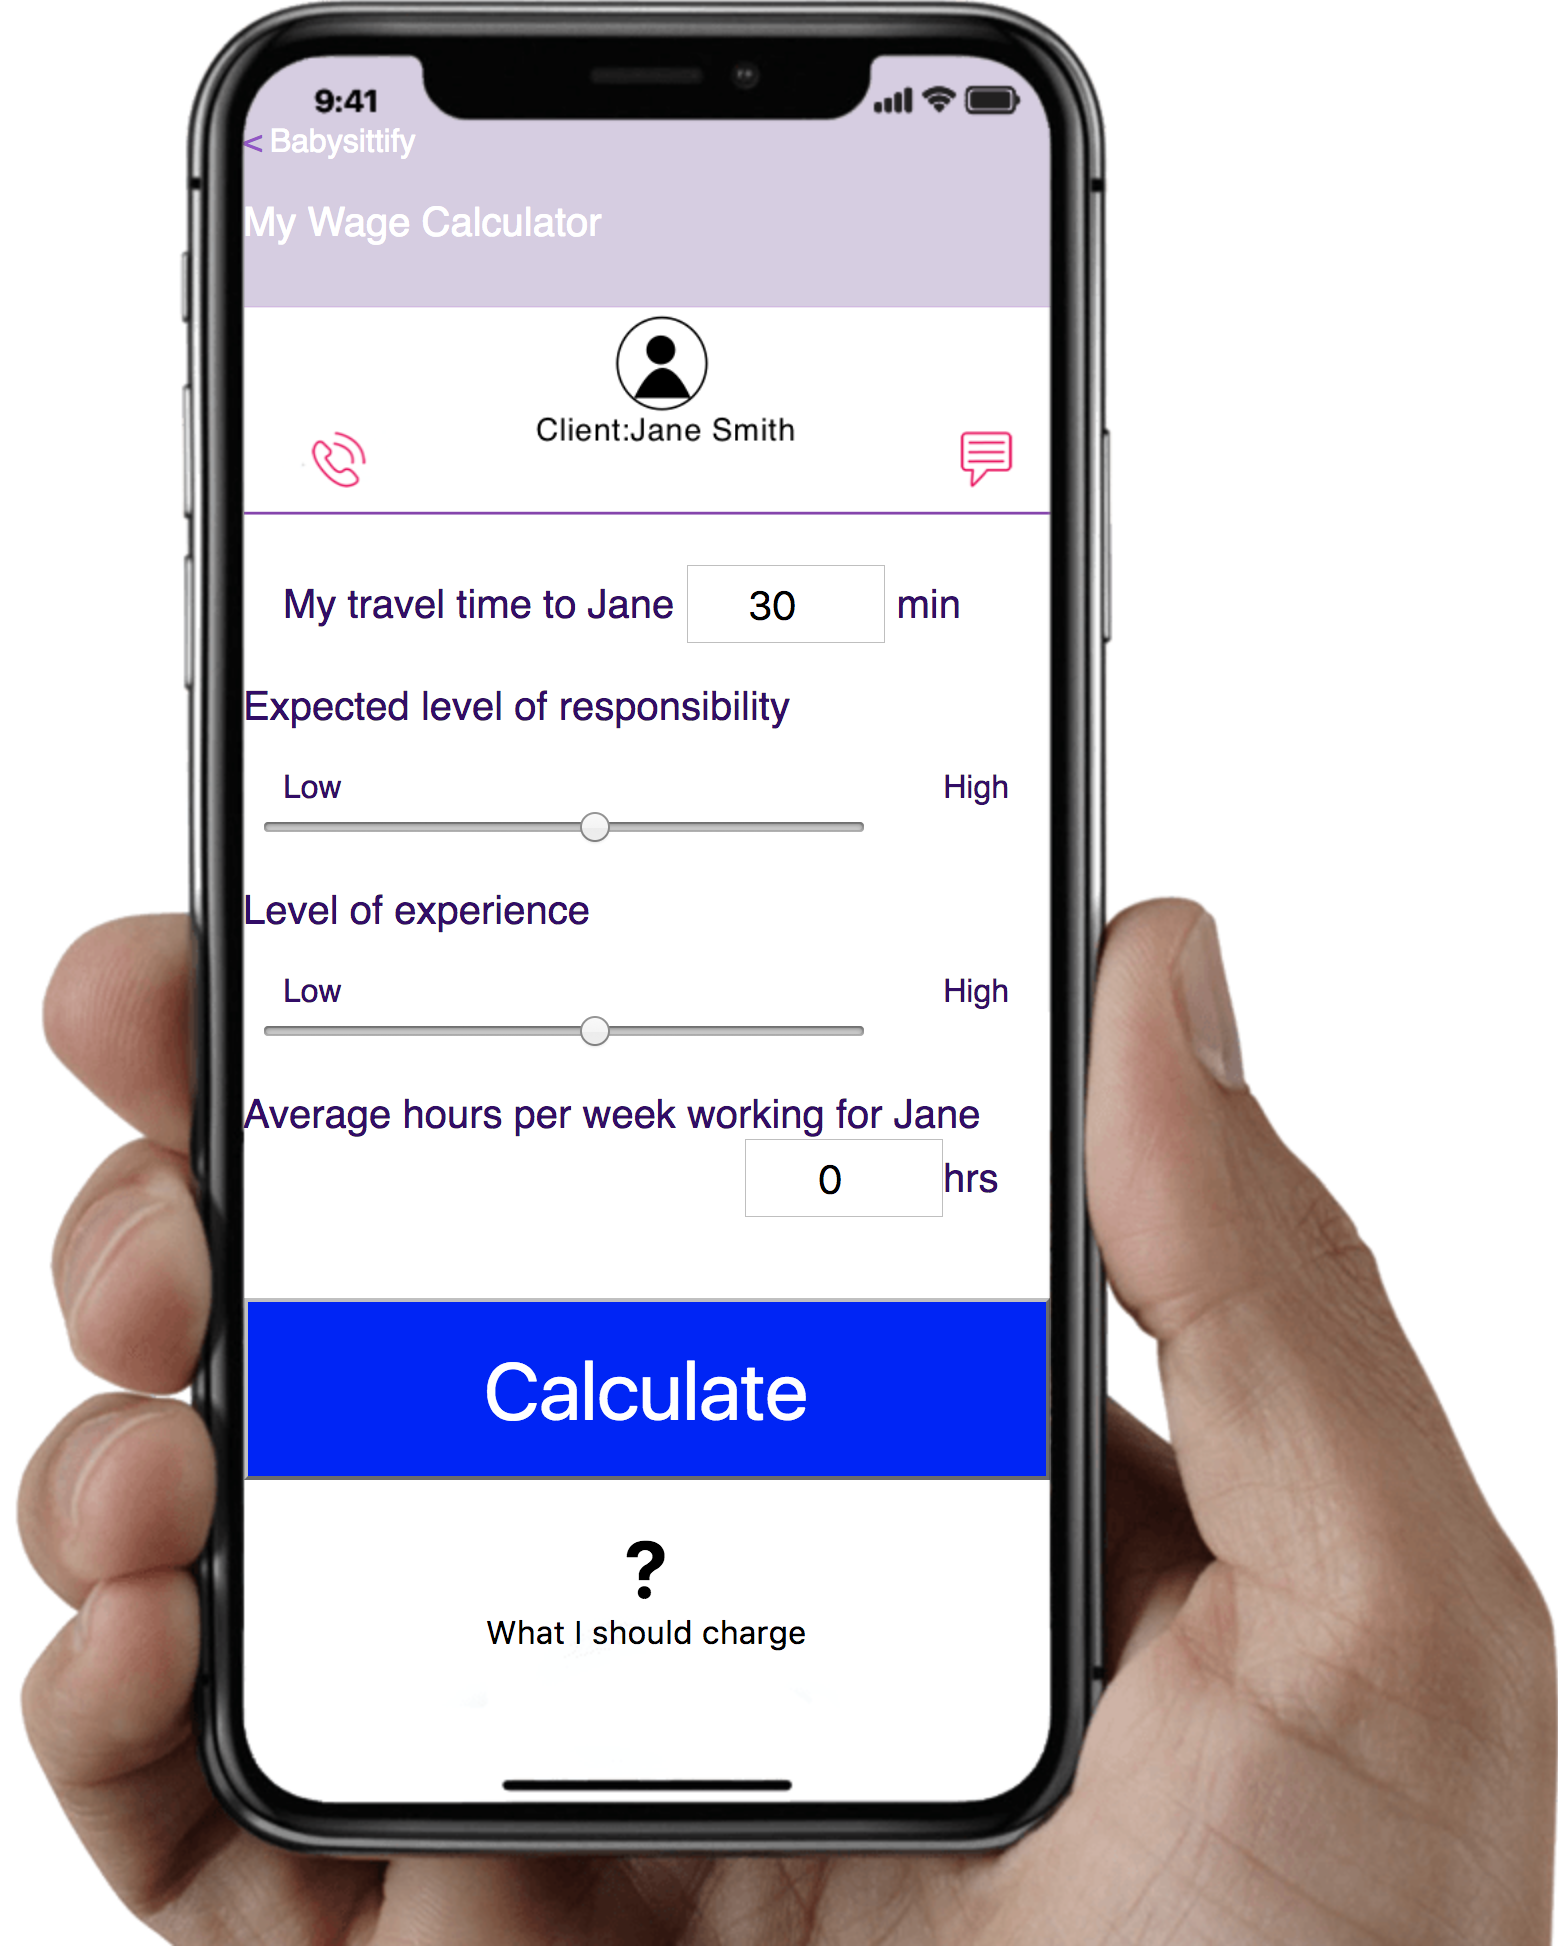 9:41
< Babysittify
My Wage Calculator
Client:Jane Smith
My travel time to Jane 30 min
Expected level of responsibility
Low High
Level of experience
Low High
Average hours per week working for Jane
0 hrs
Calculate
?
What I should charge